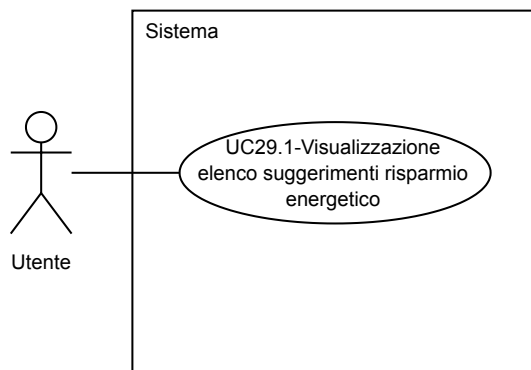 Sistema
UC29.1-Visualizzazione
elenco suggerimenti risparmio
energetico
Utente